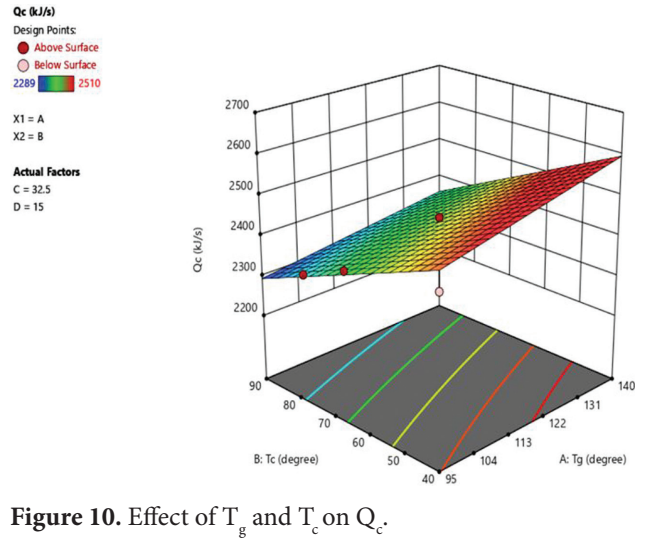 Qc (kJ/s)
Design Points:
Above Surface
Below Surface
2289 2510
X1 = A
X2 = B
Actual Factors
C = 32.5
D = 15
2700
2600
2500
2400
2300
2200
Qc (kJ/s)
90
80
70
60
50
40
B: Tc (degree)
95
104
113
122
131
140
A: Tg (degree)
Figure 10. Effect of Tg and Tc on Qc.